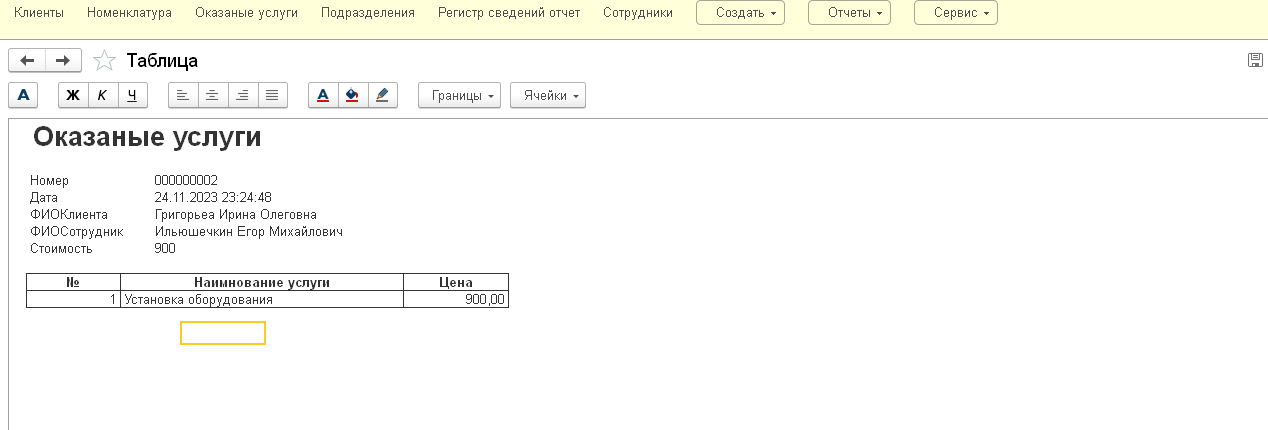 Клиенты Номенклатура Оказаные услуги Подразделения Регистр сведений отчет Сотрудники Создать Отчеты Сервис
Таблица
А Ж К Ч А Границы Ячейки
Оказаные услуги
Номер 000000002
Дата 24.11.2023 23:24:48
ФИОКлиента Григорьеа Ирина Олеговна
ФИОСотрудник Ильюшечкин Егор Михайлович
Стоимость 900
№ Наимнование услуги Цена
1 Установка оборудования 900,00